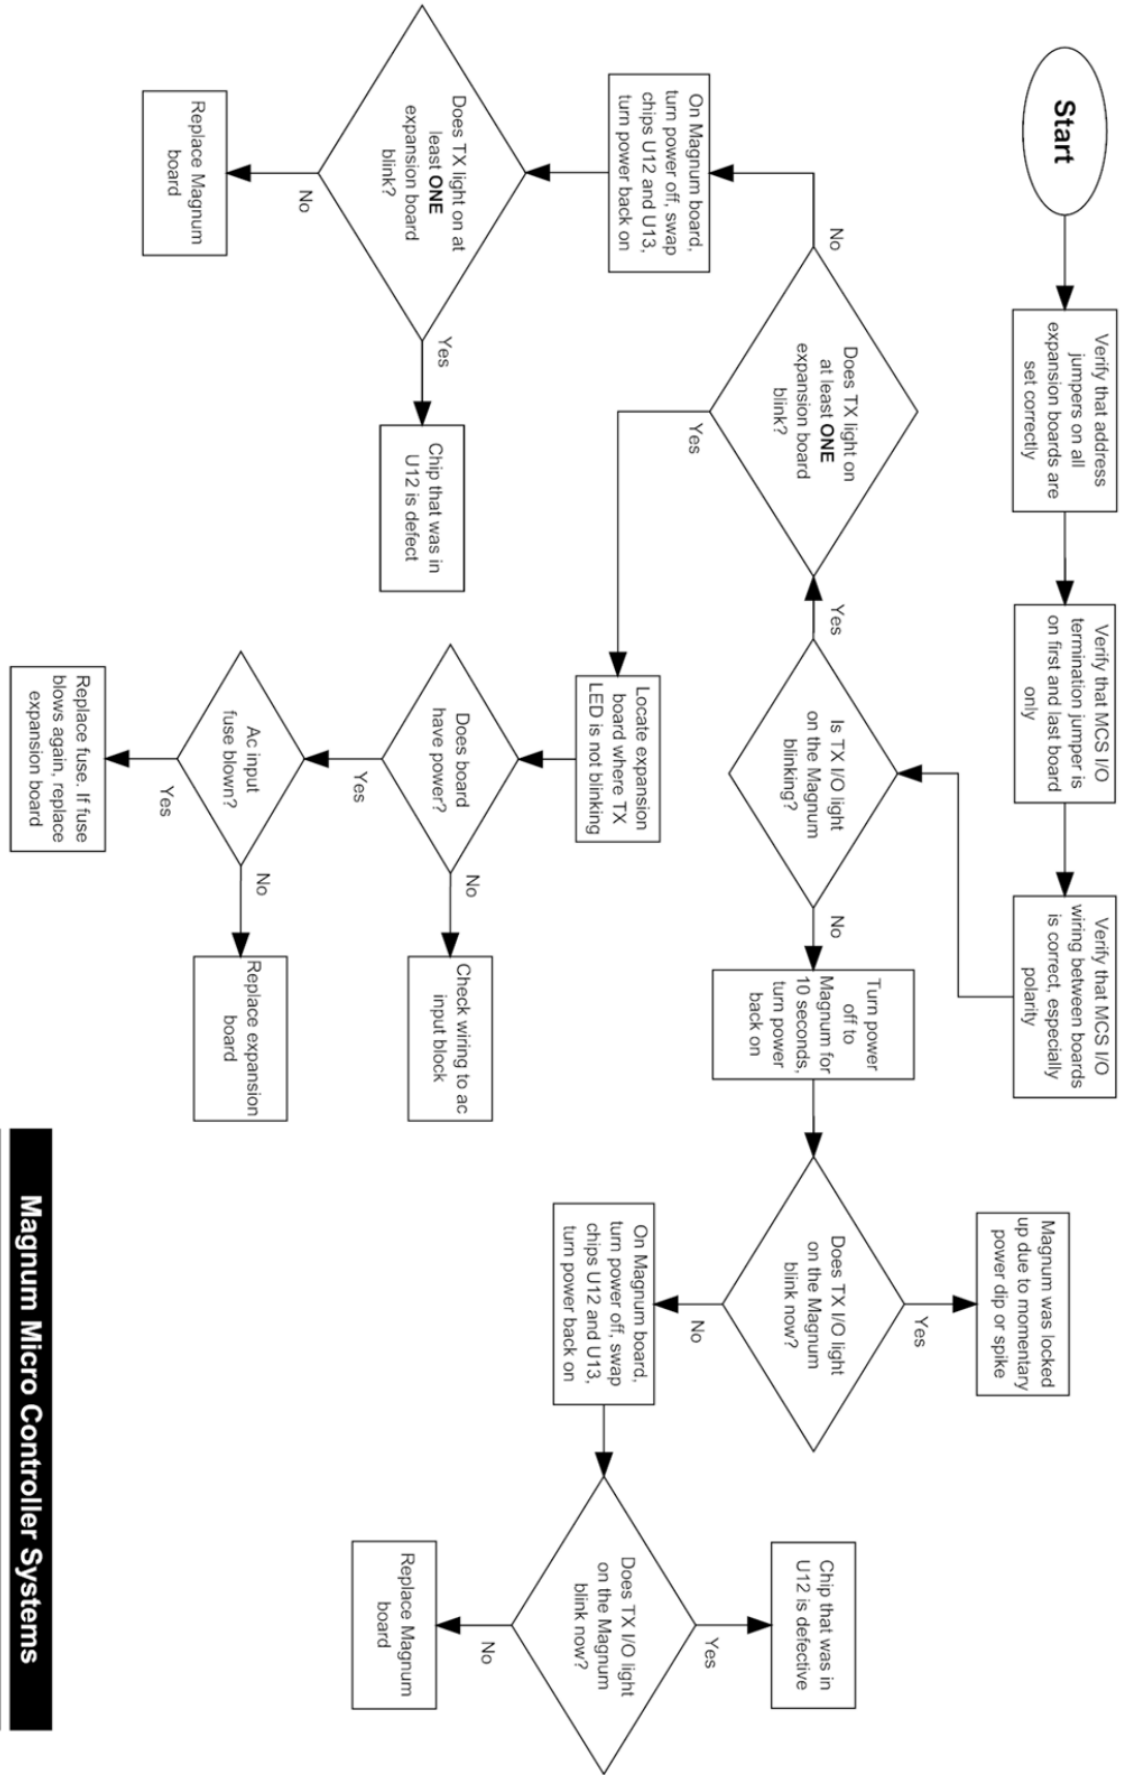 Start
Verify that address
jumpers on all
expansion boards are
set correctly
Verify that MCS I/O
termination jumper is
on first and last board
only
Verify that MCS I/O
wiring between boards
is correct, especially
polarity
Is TX I/O light
on the Magnum
blinking?
Yes
No
Does TX light on
at least ONE
expansion board
blink?
No
Yes
On Magnum board,
turn power off, swap
chips U12 and U13,
turn power back on
Does TX light on at
least ONE
expansion board
blink?
No
Yes
Replace Magnum
board
Chip that was in
U12 is defect
Locate expansion
board where TX
LED is not blinking
Does board
have power?
Yes
No
Check wiring to ac
input block
Ac input
fuse blown?
Yes
No
Replace fuse. If fuse
blows again, replace
expansion board
Replace expansion
board
Turn power
off to
Magnum for
10 seconds,
turn power
back on
Does TX I/O light
on the Magnum
blink now?
Yes
No
Magnum was locked
up due to momentary
power dip or spike
On Magnum board,
turn power off, swap
chips U12 and U13,
turn power back on
Does TX I/O light
on the Magnum
blink now?
Yes
No
Chip that was in
U12 is defective
Replace Magnum
board
Magnum Micro Controller Systems